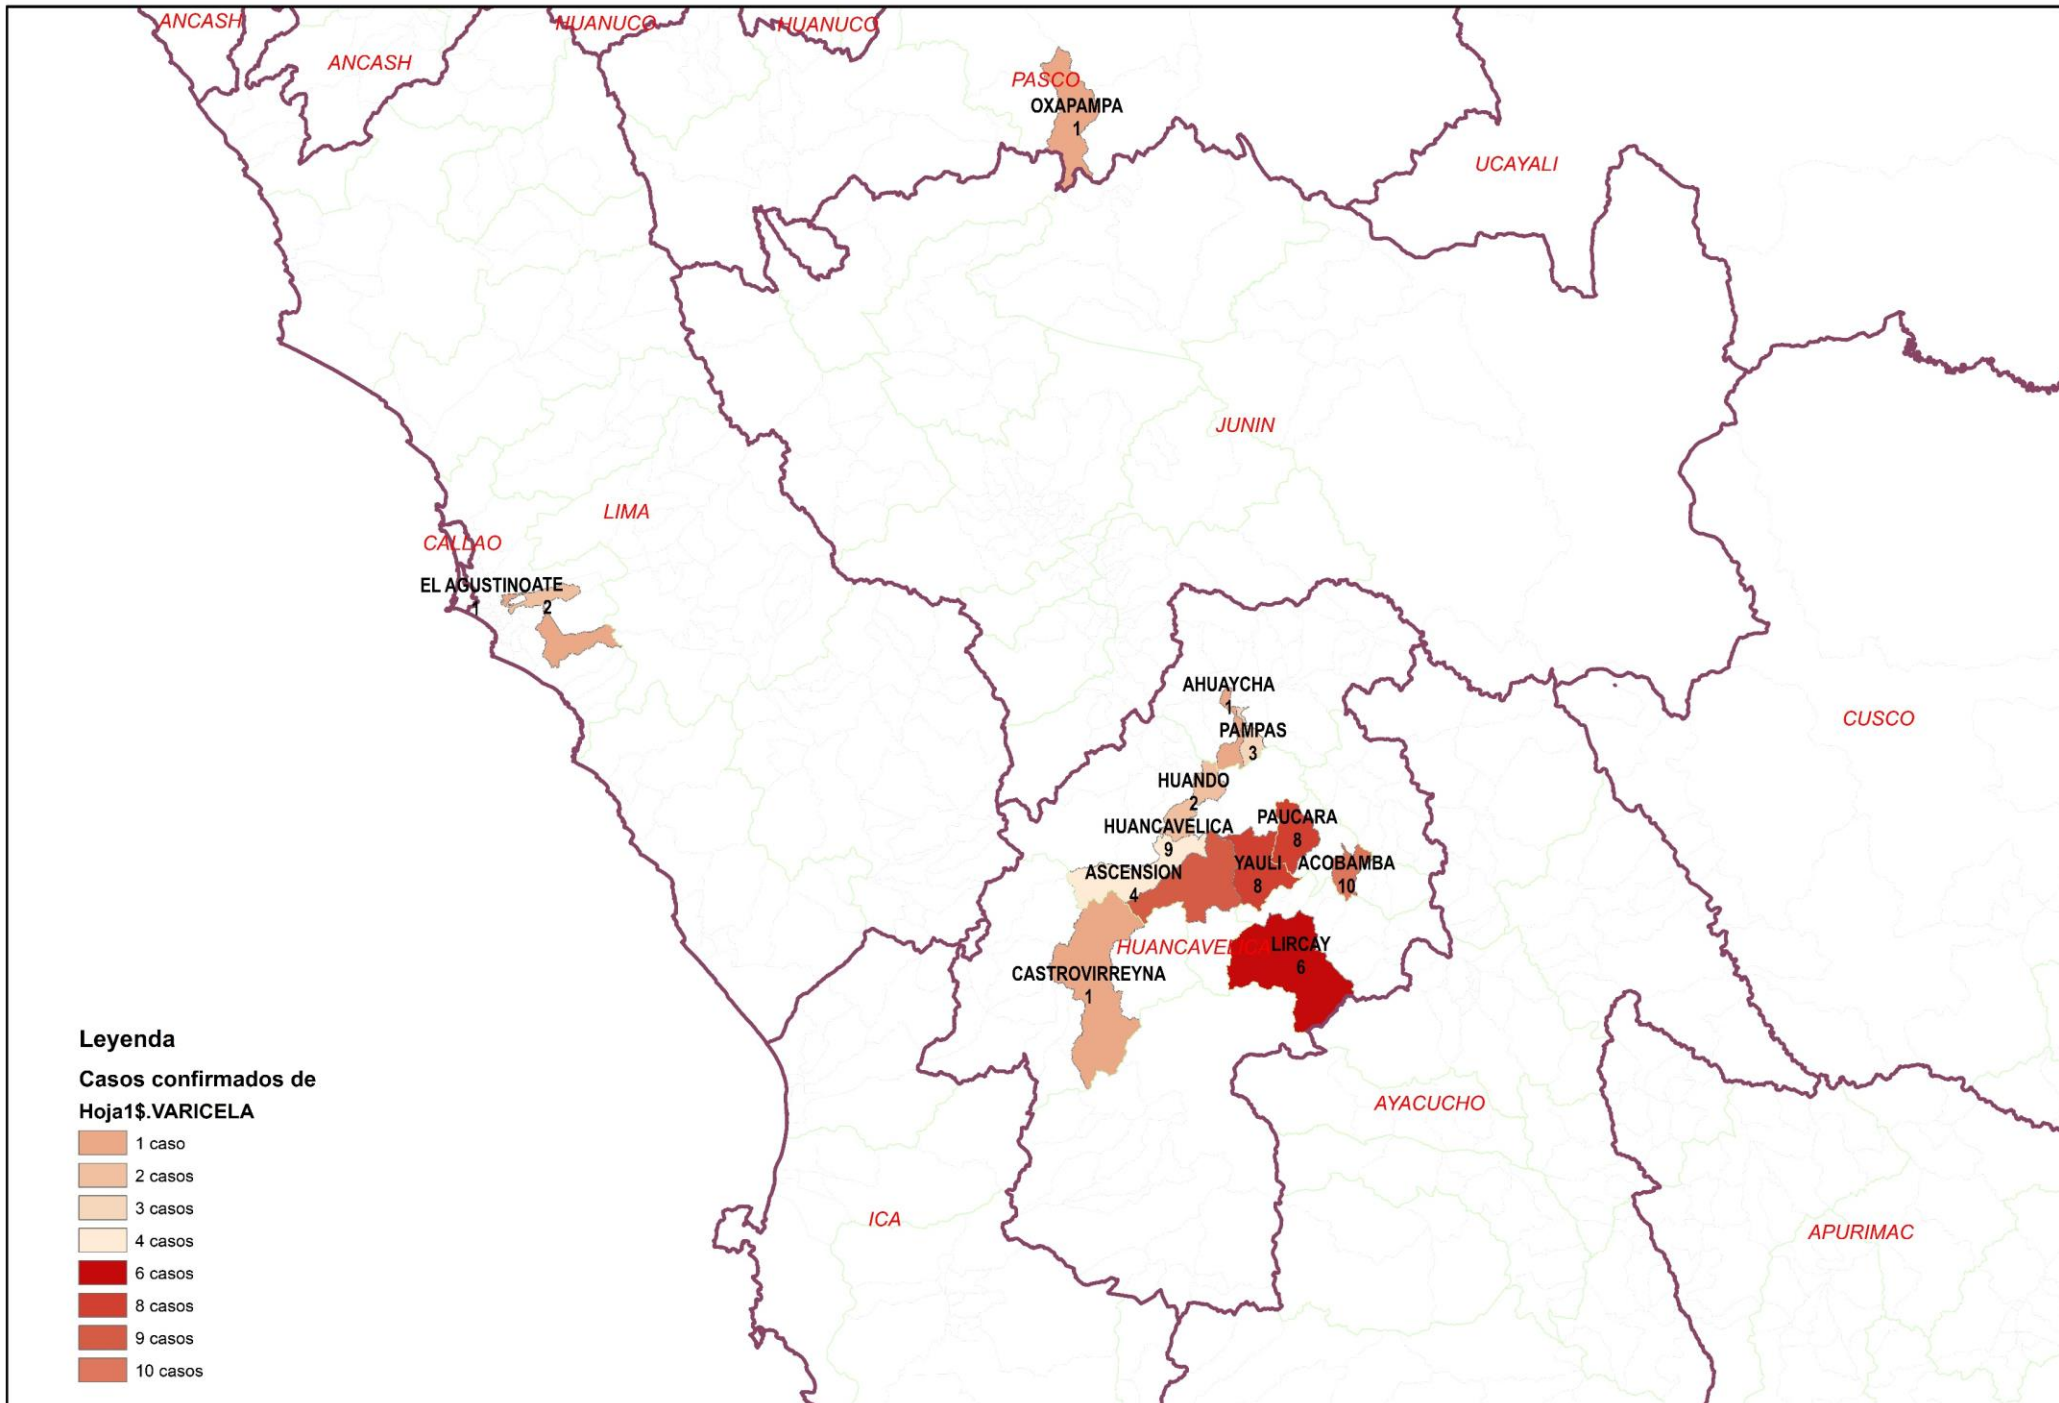 ANCASH
HUANUCO
HUANUCO
ANCASH
PASCO
OXAPAMPA
1
UCAYALI
JUNIN
LIMA
CALLAO
EL AGUSTINOATE
1
2
AHUAYCHA
1
CUSCO
PAMPAS
3
HUANDO
2
PAUCARA
8
HUANCAVELICA
9
YAULI
8
ACOBAMBA
10
ASCENSION
4
HUANCAVELICA
LIRCAY
6
CASTROVIRREYNA
1
AYACUCHO
ICA
APURIMAC
Leyenda
Casos confirmados de
Hoja1$.VARICELA
1 caso
2 casos
3 casos
4 casos
6 casos
8 casos
9 casos
10 casos